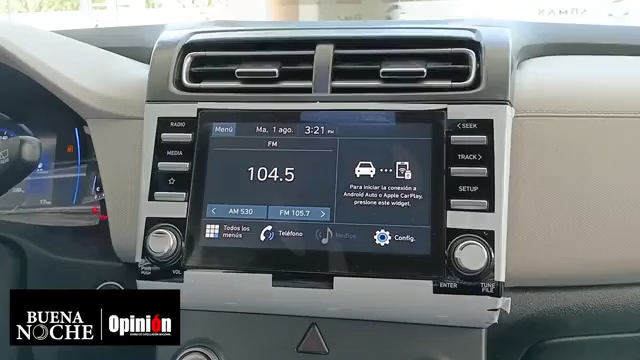 RADIO
MEDIA
Menú Ma, 1 ago. 3:21 PM
FM
104.5
AM 530 FM 105.7
Para iniciar la conexión a
Android Auto o Apple CarPlay,
presione este widget.
Todos los
menús
Teléfono
Medios
Config.
< SEEK
TRACK >
SETUP
PWR
PUSH VOL
ENTER
TUNE
FILE
BUENA
NOCHE
Opinión